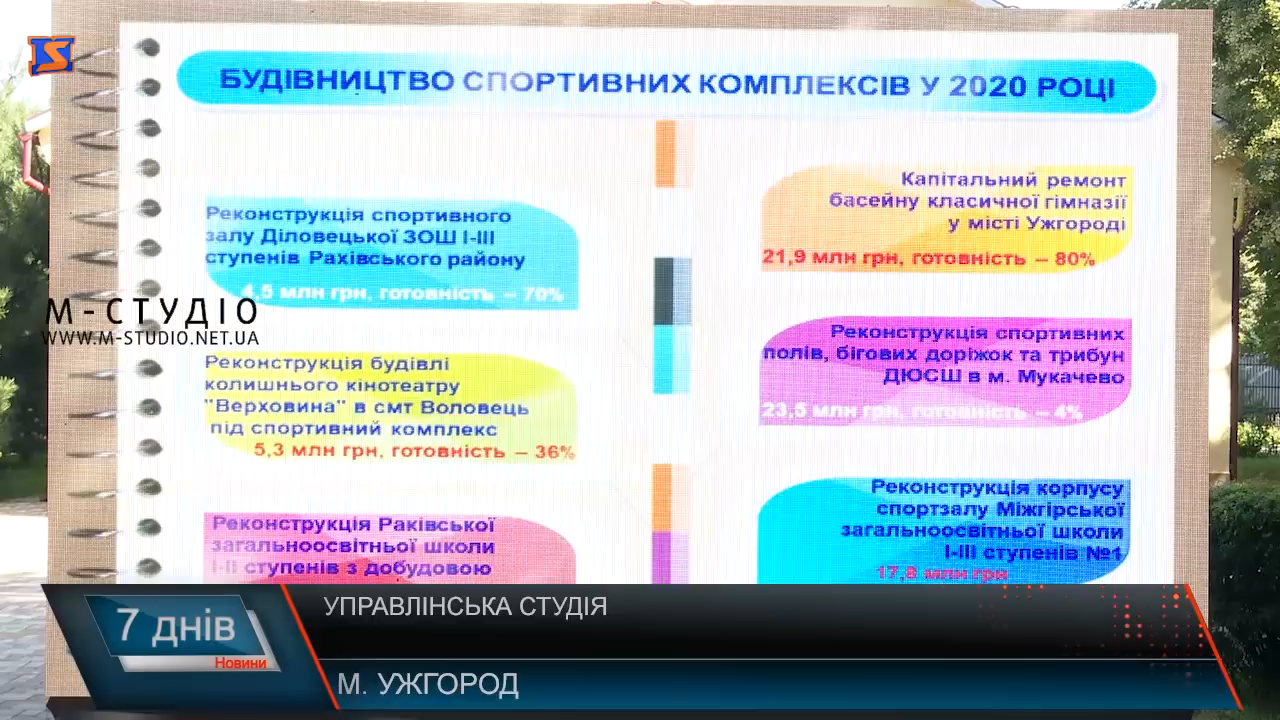 БУДІВНИЦТВО СПОРТИВНИХ КОМПЛЕКСІВ У 2020 РОЦІ
Реконструкція спортивного
залу Діловецької ЗОШ І-ІІІ
ступенів Рахівського району
4,5 млн грн, готовність – 70%
М-СТУДІО
WWW.M-STUDIO.NET.UA
Реконструкція будівлі
колишнього кінотеатру
"Верховина" в смт Воловець
під спортивний комплекс
5,3 млн грн, готовність – 36%
Реконструкція Раківської
загальноосвітньої школи
І-ІІ ступенів з добудовою
Капітальний ремонт
басейну класичної гімназії
у місті Ужгороді
21,9 млн грн, готовність – 80%
Реконструкція спортивних
полів, бігових доріжок та трибун
ДЮСШ в м. Мукачево
23,5 млн грн, готовність – 4%
Реконструкція корпусу
спортзалу Міжгірської
загальноосвітньої школи
І-ІІІ ступенів №1
17,8 млн грн
7 днів
Новини
УПРАВЛІНСЬКА СТУДІЯ
М. УЖГОРОД